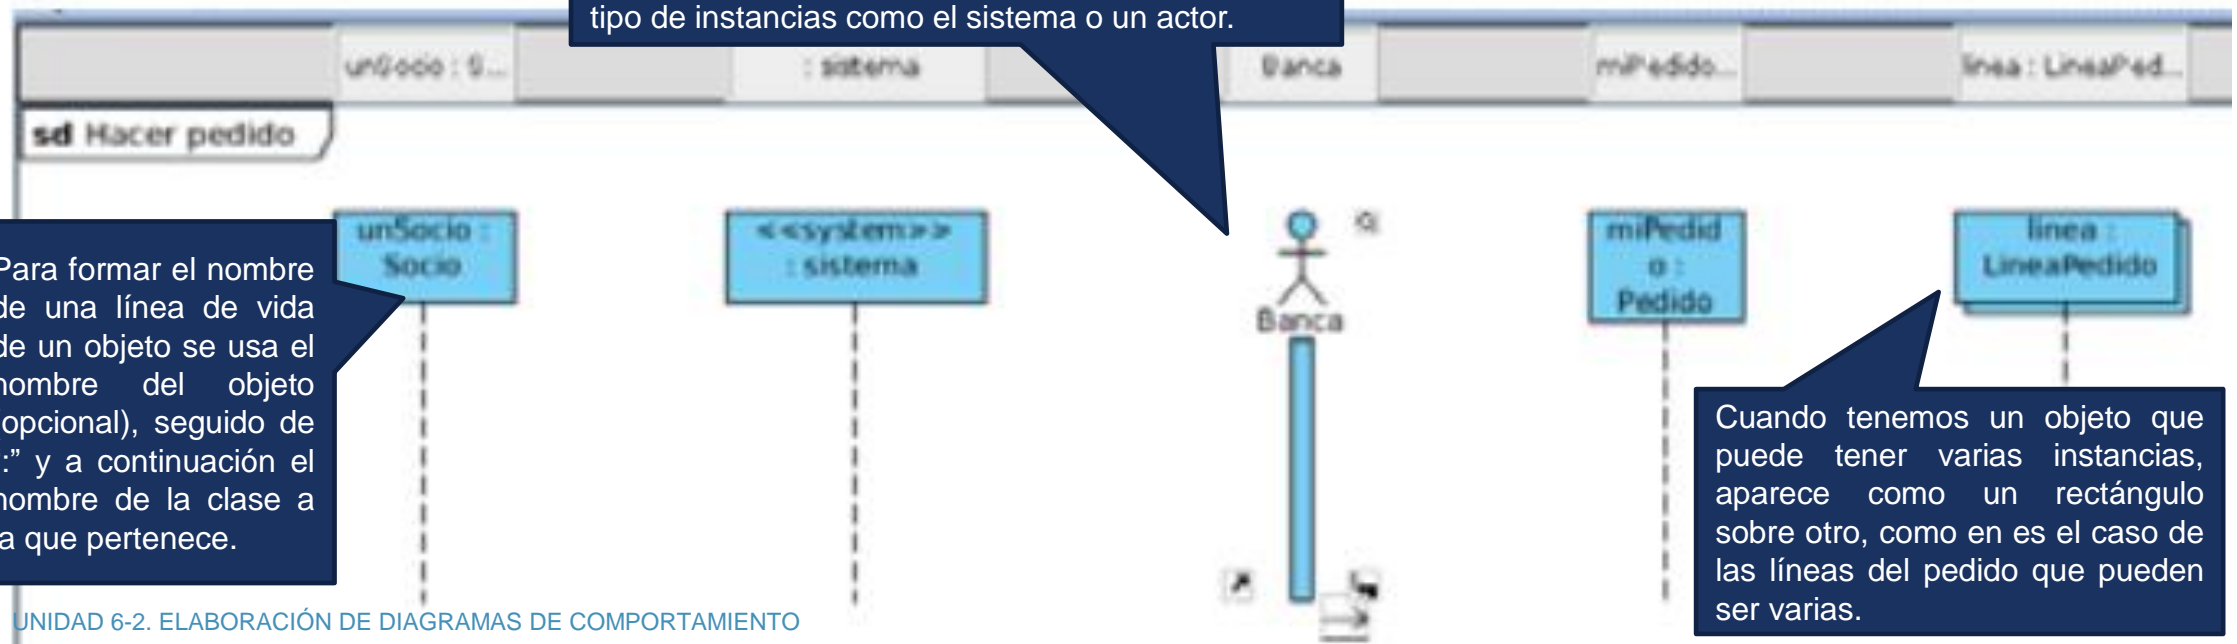 tipo de instancias como el sistema o un actor.
unSocio : S...
: sistema
Banca
miPedido...
linea : LineaPed...
sd Hacer pedido
unSocio :
Socio
<<system>>
: sistema
Banca
miPedid
o :
Pedido
linea :
LineaPedido
Para formar el nombre
de una línea de vida
de un objeto se usa el
nombre del objeto
(opcional), seguido de
":” y a continuación el
nombre de la clase a
la que pertenece.
Cuando tenemos un objeto que
puede tener varias instancias,
aparece como un rectángulo
sobre otro, como en es el caso de
las líneas del pedido que pueden
ser varias.
UNIDAD 6-2. ELABORACIÓN DE DIAGRAMAS DE COMPORTAMIENTO